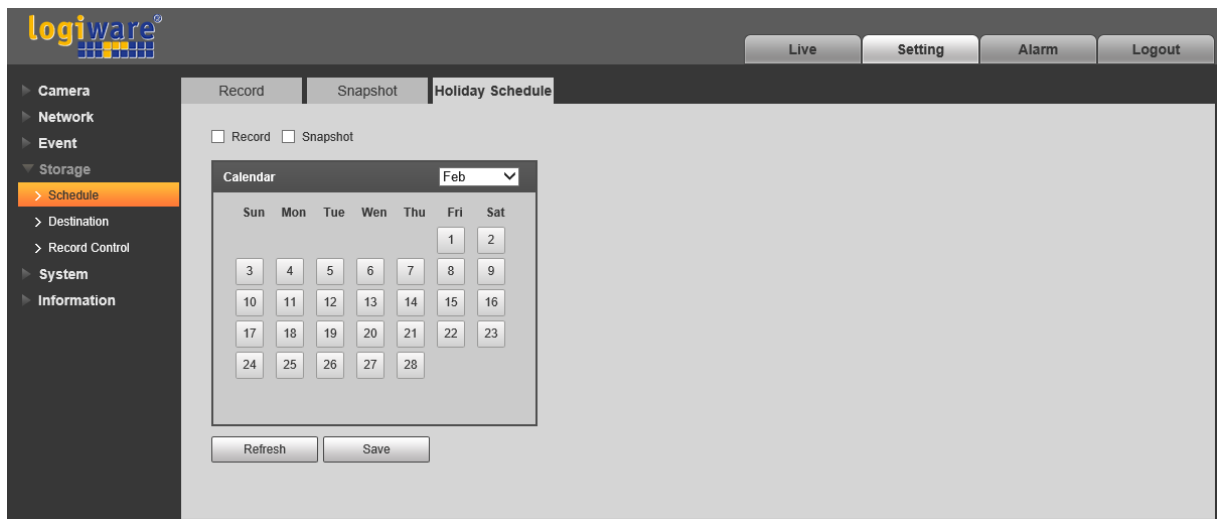 logiware®
Live Setting Alarm Logout
Camera
Network
Event
Storage
Schedule
Destination
Record Control
System
Information
Record Snapshot Holiday Schedule
Record Snapshot
Calendar Feb
Sun Mon Tue Wen Thu Fri Sat
1 2
3 4 5 6 7 8 9
10 11 12 13 14 15 16
17 18 19 20 21 22 23
24 25 26 27 28
Refresh Save